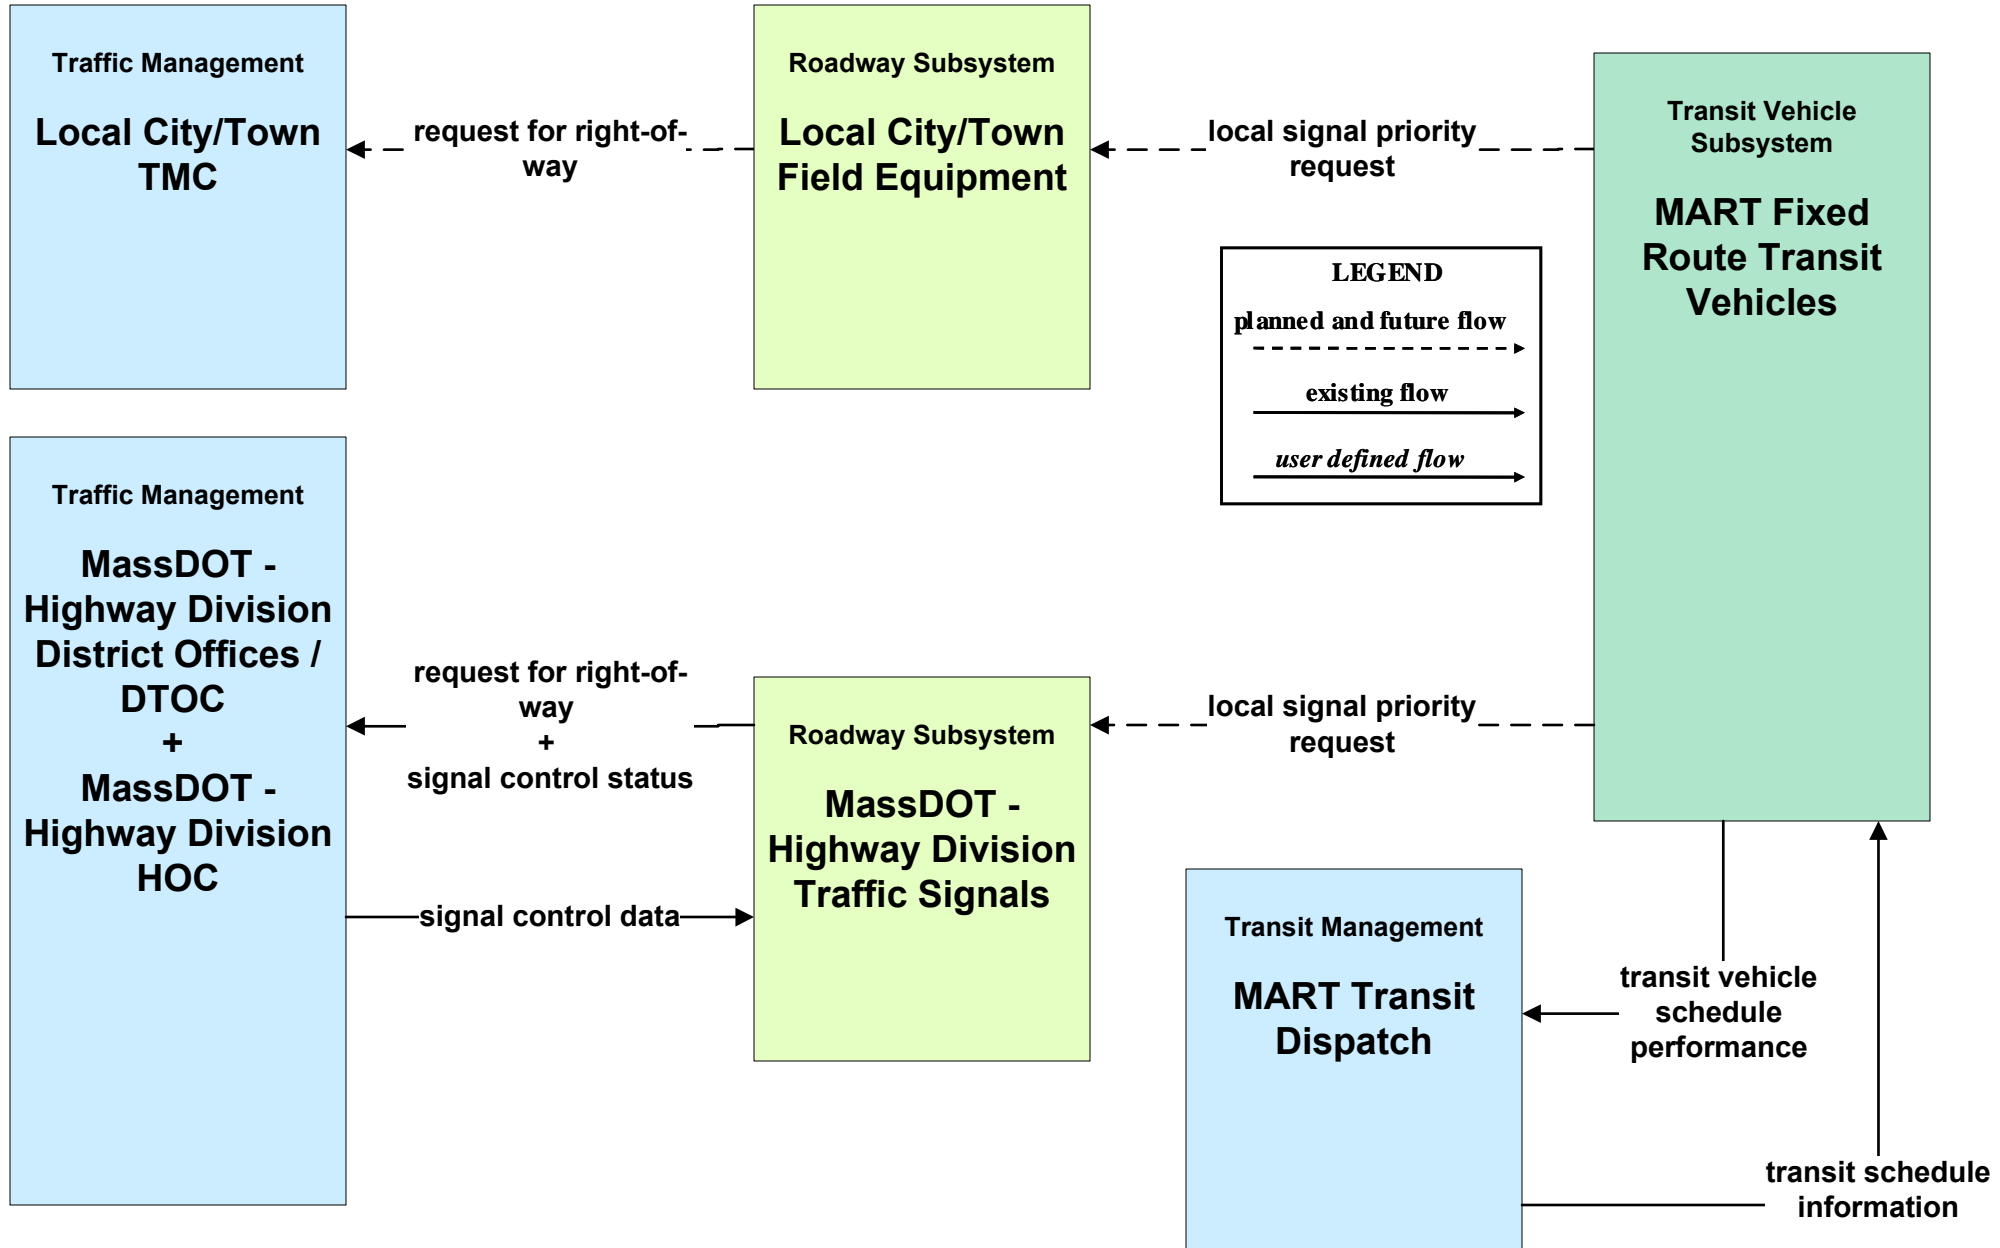 Traffic Management
Local City/Town
TMC
request for right-of-
way
Roadway Subsystem
Local City/Town
Field Equipment
local signal priority
request
Transit Vehicle
Subsystem
MART Fixed
Route Transit
Vehicles
LEGEND
planned and future flow
existing flow
user defined flow
Traffic Management
MassDOT -
Highway Division
District Offices /
DTOC
+
MassDOT -
Highway Division
HOC
request for right-of-
way
+
signal control status
signal control data
Roadway Subsystem
MassDOT -
Highway Division
Traffic Signals
local signal priority
request
Transit Management
MART Transit
Dispatch
transit vehicle
schedule
performance
transit schedule
information